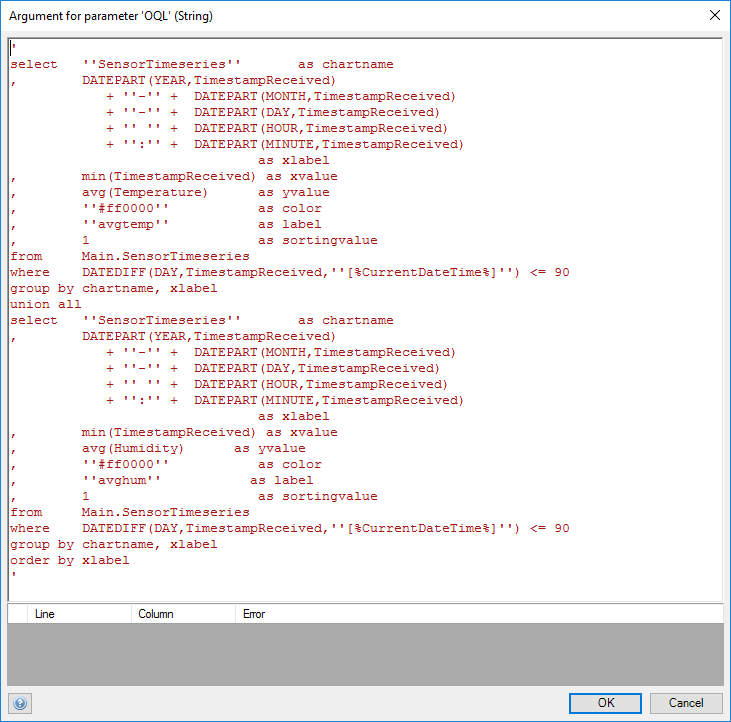 Argument for parameter 'OQL' (String)
'
select   ''SensorTimeseries''       as chartname
,        DATEPART(YEAR,TimestampReceived)
            + ''-'' +  DATEPART(MONTH,TimestampReceived)
            + ''-'' +  DATEPART(DAY,TimestampReceived)
            + '' '' +  DATEPART(HOUR,TimestampReceived)
            + '':'' +  DATEPART(MINUTE,TimestampReceived)
                               as xlabel
,        min(TimestampReceived) as xvalue
,        avg(Temperature)      as yvalue
,        ''#ff0000''           as color
,        ''avgtemp''           as label
,        1                     as sortingvalue
from     Main.SensorTimeseries
where    DATEDIFF(DAY,TimestampReceived,''[%CurrentDateTime%]'') <= 90
group by chartname, xlabel
union all
select   ''SensorTimeseries''       as chartname
,        DATEPART(YEAR,TimestampReceived)
            + ''-'' +  DATEPART(MONTH,TimestampReceived)
            + ''-'' +  DATEPART(DAY,TimestampReceived)
            + '' '' +  DATEPART(HOUR,TimestampReceived)
            + '':'' +  DATEPART(MINUTE,TimestampReceived)
                               as xlabel
,        min(TimestampReceived) as xvalue
,        avg(Humidity)      as yvalue
,        ''#ff0000''           as color
,        ''avghum''           as label
,        1                     as sortingvalue
from     Main.SensorTimeseries
where    DATEDIFF(DAY,TimestampReceived,''[%CurrentDateTime%]'') <= 90
group by chartname, xlabel
order by xlabel
'
Line Column Error
? OK Cancel